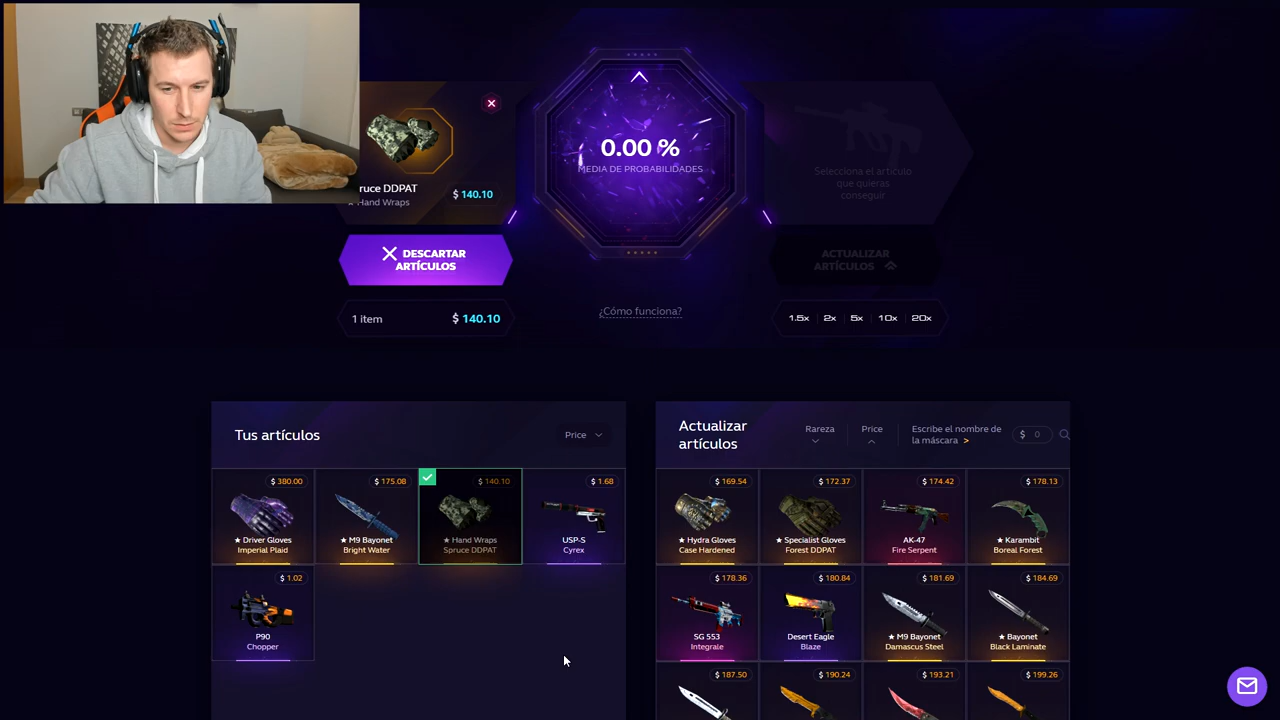 ruce DDPAT
★ Hand Wraps
$ 140.10
0.00 %
MEDIA DE PROBABILIDADES
Selecciona el artículo
que quieras
conseguir
DESCARTAR
ARTÍCULOS
ACTUALIZAR
ARTÍCULOS
1 item
$ 140.10
¿Cómo funciona?
1.5x 2x 5x 10x 20x
Tus artículos
Price
Actualizar
artículos
Rareza
Price
Escribe el nombre de
la máscara >
$ 0
$ 380.00
★ Driver Gloves
Imperial Plaid
$ 175.08
★ M9 Bayonet
Bright Water
$ 140.10
★ Hand Wraps
Spruce DDPAT
$ 1.68
USP-S
Cyrex
$ 1.02
P90
Chopper
$ 169.54
★ Hydra Gloves
Case Hardened
$ 172.37
★ Specialist Gloves
Forest DDPAT
$ 174.42
AK-47
Fire Serpent
$ 178.13
★ Karambit
Boreal Forest
$ 178.36
SG 553
Integrale
$ 180.84
Desert Eagle
Blaze
$ 181.69
★ M9 Bayonet
Damascus Steel
$ 184.69
★ Bayonet
Black Laminate
$ 187.50
$ 190.24
$ 193.21
$ 199.26